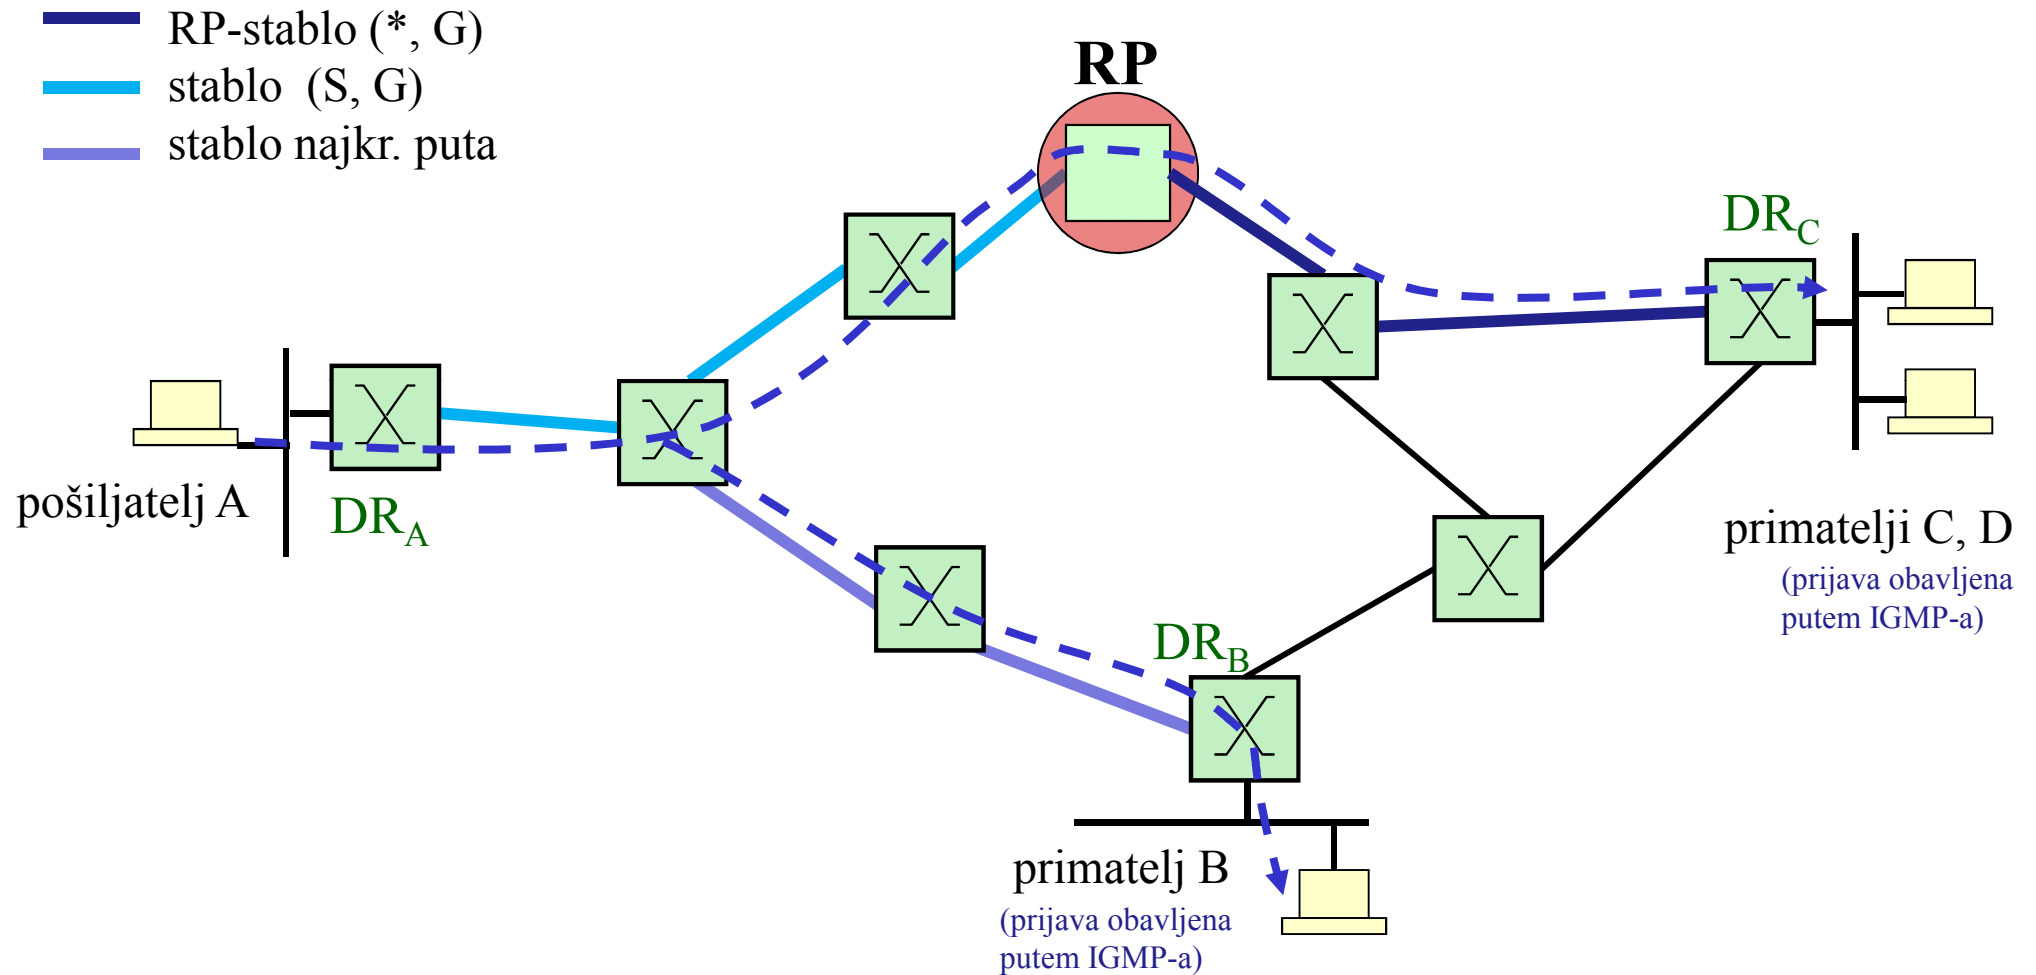 RP-stablo (*, G)
stablo (S, G)
stablo najkr. puta
RP
DRC
pošiljatelj A
DRA
primatelji C, D
(prijava obavljena
putem IGMP-a)
DRB
primatelj B
(prijava obavljena
putem IGMP-a)